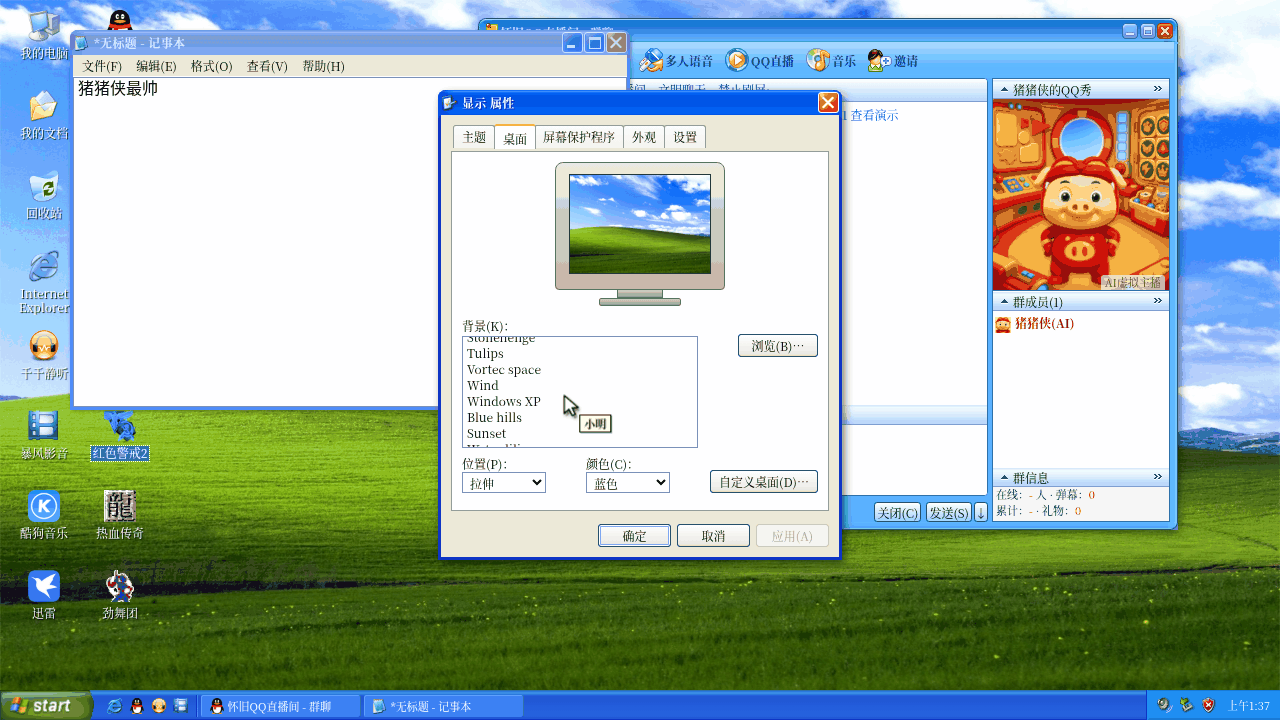 我的电脑
我的文档
回收站
Internet
Explorer
千千静听
暴风影音
红色警戒2
酷狗音乐
热血传奇
迅雷
劲舞团
*无标题 - 记事本
文件(F)
编辑(E) 格式(O) 查看(V) 帮助(H)
猪猪侠最帅
多人语音 QQ直播 音乐 邀请
查看演示
显示 属性
主题 桌面 屏幕保护程序 外观 设置
背景(K):
Tulips
Vortec space
Wind
Windows XP
Blue hills
Sunset
小明
浏览(B)…
位置(P):
拉伸
颜色(C):
蓝色
自定义桌面(D)…
确定 取消 应用(A)
猪猪侠的QQ秀
AI虚拟主播
群成员(1)
猪猪侠(AI)
群信息
在线: - 人 · 弹幕: 0
累计: - · 礼物: 0
关闭(C) 发送(S) ↓
start
怀旧QQ直播间 - 群聊
*无标题 - 记事本
上午1:37